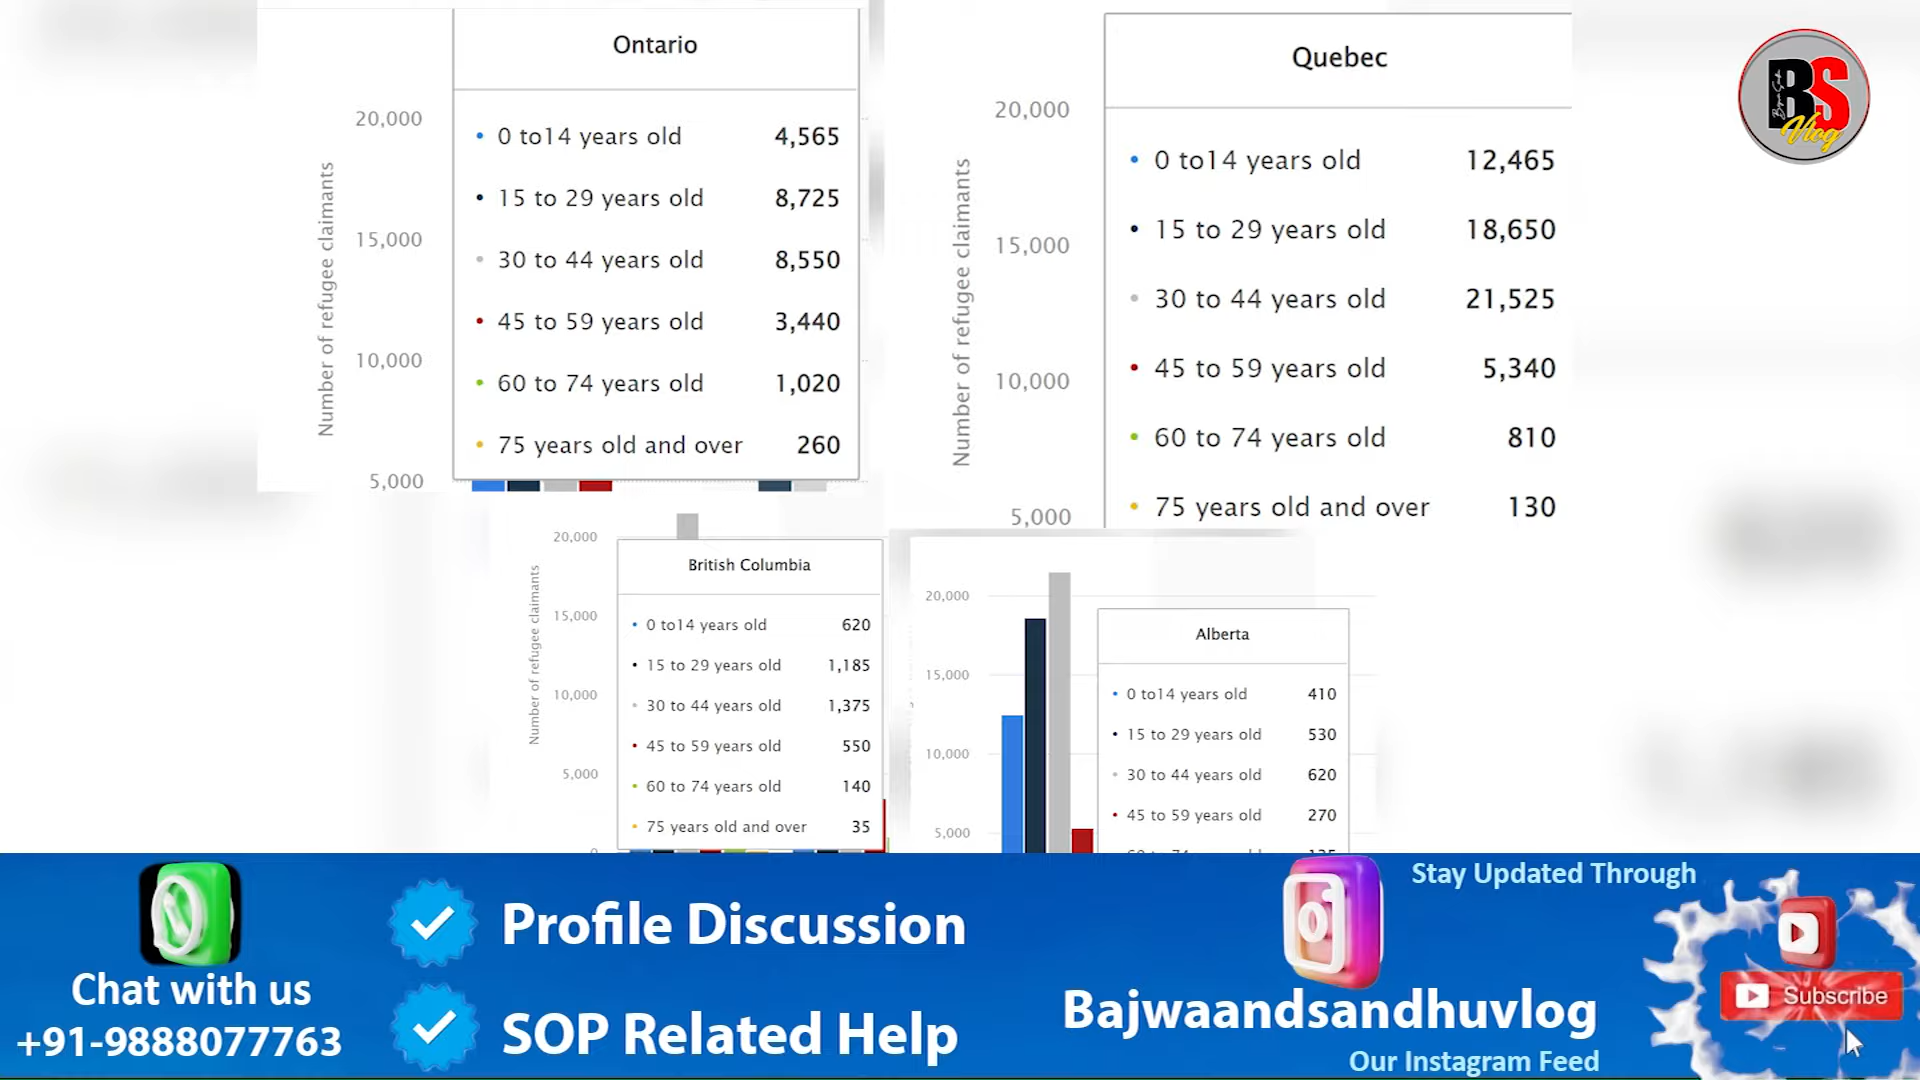 Ontario
20,000
15,000
10,000
5,000
Number of refugee claimants
0 to14 years old 4,565
15 to 29 years old 8,725
30 to 44 years old 8,550
45 to 59 years old 3,440
60 to 74 years old 1,020
75 years old and over 260
Quebec
20,000
15,000
10,000
5,000
Number of refugee claimants
0 to14 years old 12,465
15 to 29 years old 18,650
30 to 44 years old 21,525
45 to 59 years old 5,340
60 to 74 years old 810
75 years old and over 130
BS
Vlog
British Columbia
20,000
15,000
10,000
5,000
Number of refugee claimants
0 to14 years old 620
15 to 29 years old 1,185
30 to 44 years old 1,375
45 to 59 years old 550
60 to 74 years old 140
75 years old and over 35
Alberta
20,000
15,000
10,000
5,000
0 to14 years old 410
15 to 29 years old 530
30 to 44 years old 620
45 to 59 years old 270
Chat with us
+91-9888077763
Profile Discussion
SOP Related Help
Stay Updated Through
Bajwaandsandhuvlog
Our Instagram Feed
Subscribe